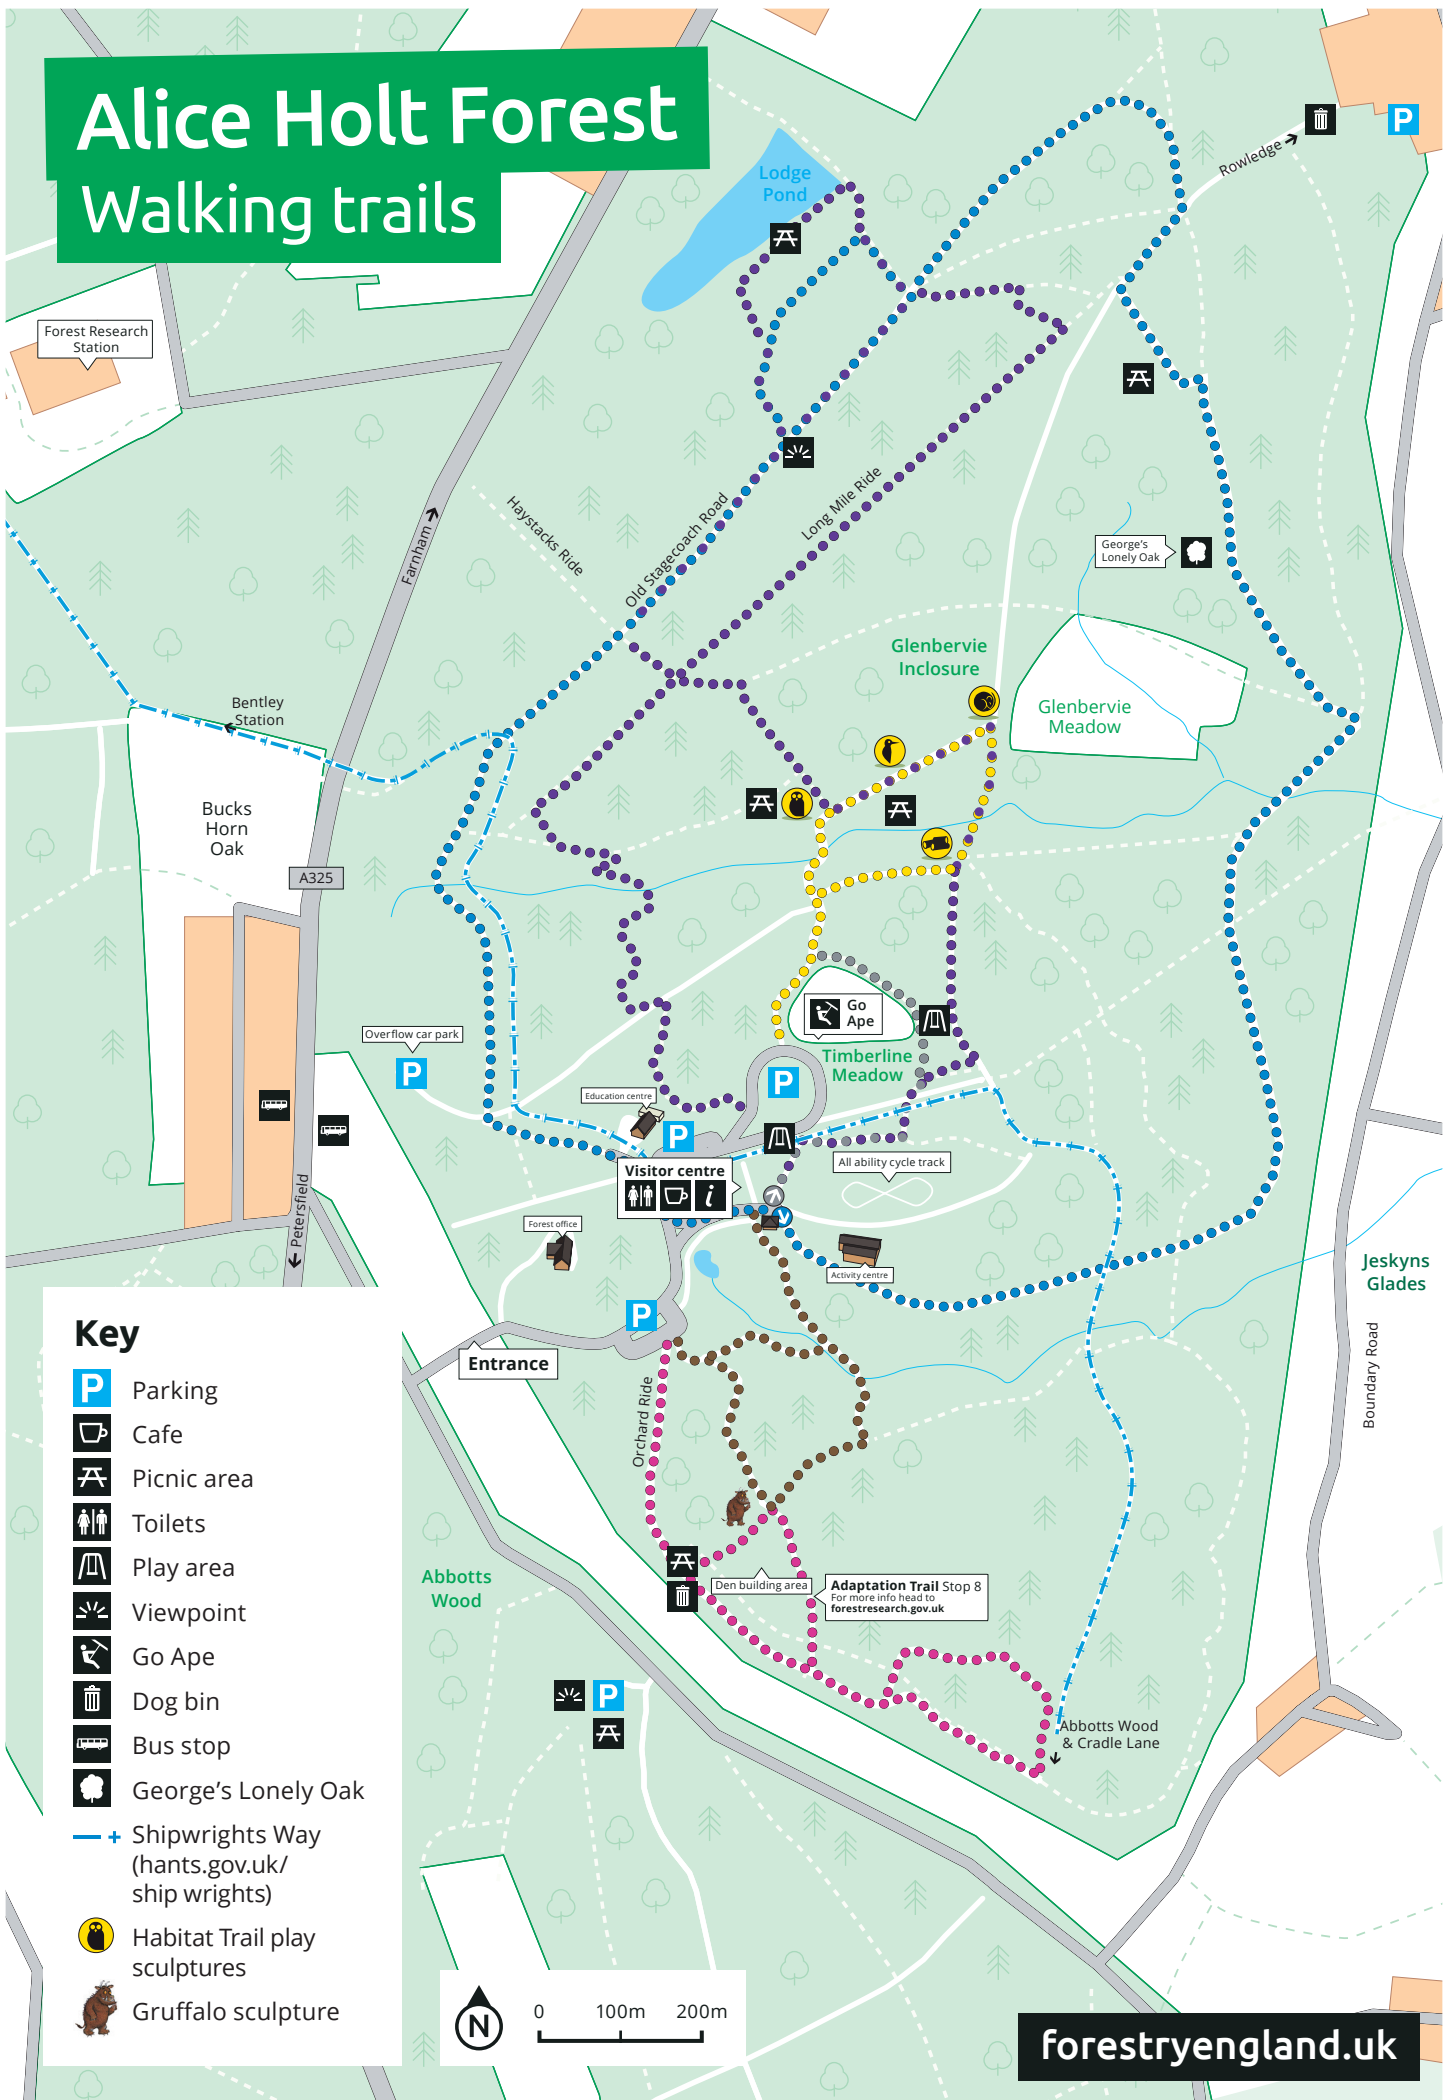 Alice Holt Forest
Walking trails
Lodge
Pond
Rowledge
P
Forest Research
Station
Farnham
Haystacks Ride
Old Stagecoach Road
Long Mile Ride
George's
Lonely Oak
Glenbervie
Inclosure
Glenbervie
Meadow
Bentley
Station
Bucks
Horn
Oak
A325
Overflow car park
P
Go
Ape
Timberline
Meadow
P
Education centre
P
Visitor centre
i
All ability cycle track
Petersfield
Forest office
Activity centre
P
Entrance
Orchard Ride
Jeskyns
Glades
Boundary Road
Abbotts
Wood
Den building area
Adaptation Trail Stop 8
For more info head to
forestresearch.gov.uk
P
Abbotts Wood
& Cradle Lane
Key
P Parking
Cafe
Picnic area
Toilets
Play area
Viewpoint
Go Ape
Dog bin
Bus stop
George's Lonely Oak
Shipwrights Way
(hants.gov.uk/
ship wrights)
Habitat Trail play
sculptures
Gruffalo sculpture
N
0 100m 200m
forestryengland.uk